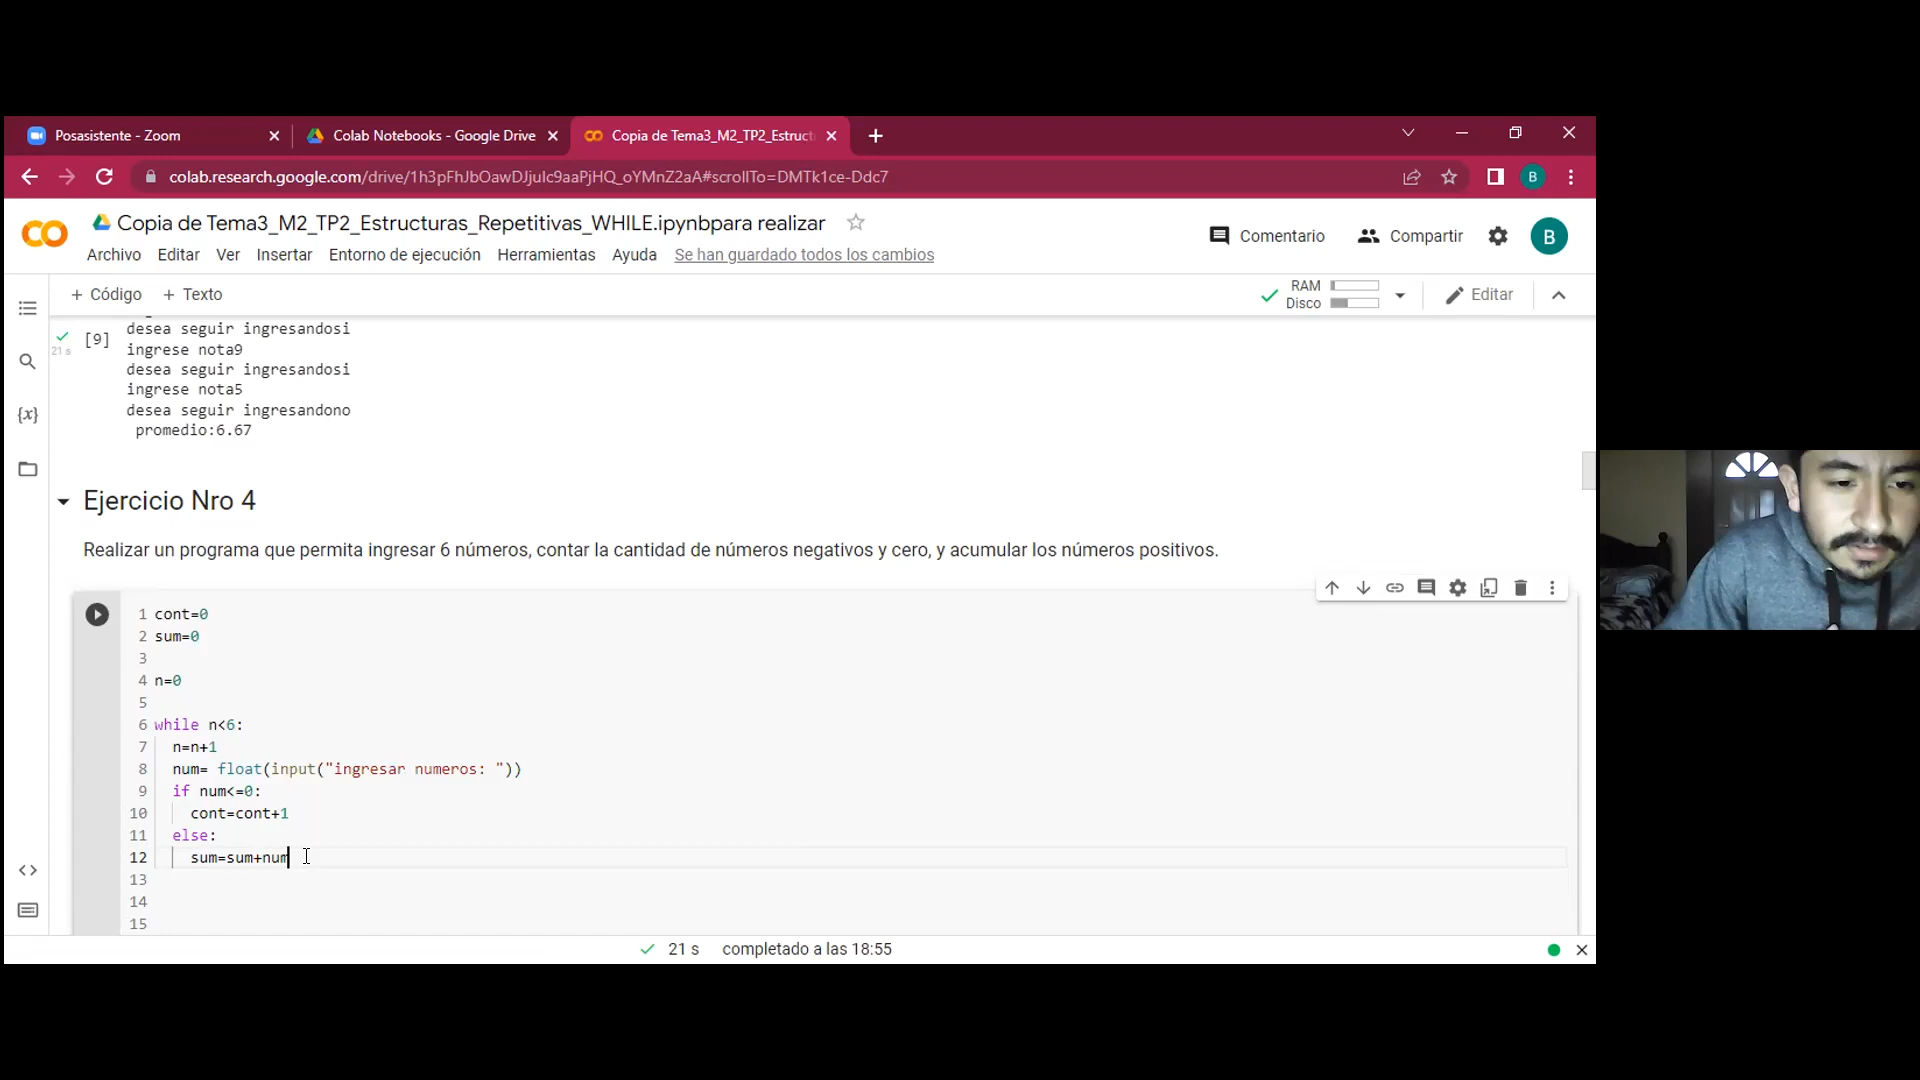 Posasistente - Zoom
Colab Notebooks - Google Drive
Copia de Tema3_M2_TP2_Estruct
colab.research.google.com/drive/1h3pFhJbOawDJjuIc9aaPjHQ_oYMnZ2aA#scrollTo=DMTk1ce-Ddc7
B
Copia de Tema3_M2_TP2_Estructuras_Repetitivas_WHILE.ipynbpara realizar
Comentario
Compartir
B
Archivo Editar Ver Insertar Entorno de ejecución Herramientas Ayuda Se han guardado todos los cambios
+ Código + Texto
RAM
Disco
Editar
desea seguir ingresandosi
21 s
[9]
ingrese nota9
desea seguir ingresandosi
ingrese nota5
desea seguir ingresandono
promedio:6.67
{x}
Ejercicio Nro 4
Realizar un programa que permita ingresar 6 números, contar la cantidad de números negativos y cero, y acumular los números positivos.
1 cont=0
2 sum=0
3
4 n=0
5
6 while n<6:
7 n=n+1
8 num= float(input("ingresar numeros: "))
9 if num<=0:
10 cont=cont+1
11 else:
12 sum=sum+num
13
14
15
21 s completado a las 18:55